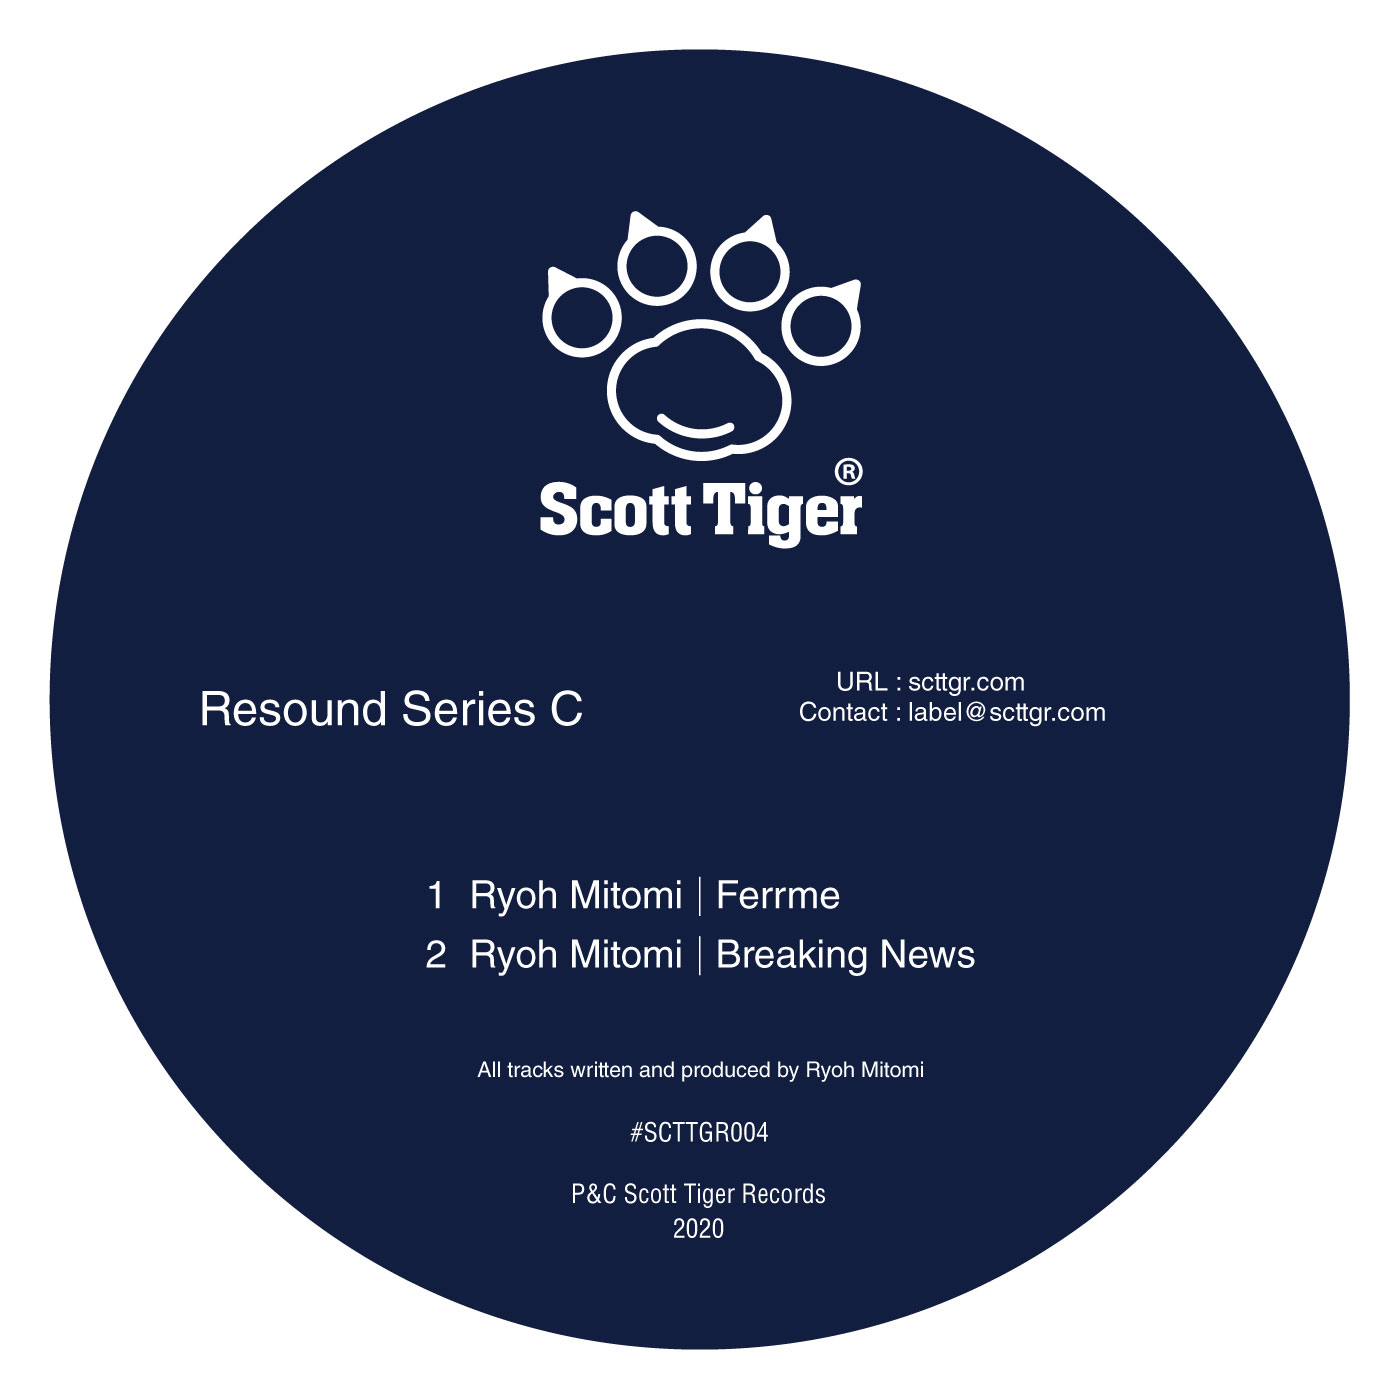 Scott Tiger®
Resound Series C
URL : scttgr.com
Contact : label@scttgr.com
1 Ryoh Mitomi | Ferrme
2 Ryoh Mitomi | Breaking News
All tracks written and produced by Ryoh Mitomi
#SCTTGR004
P&C Scott Tiger Records
2020